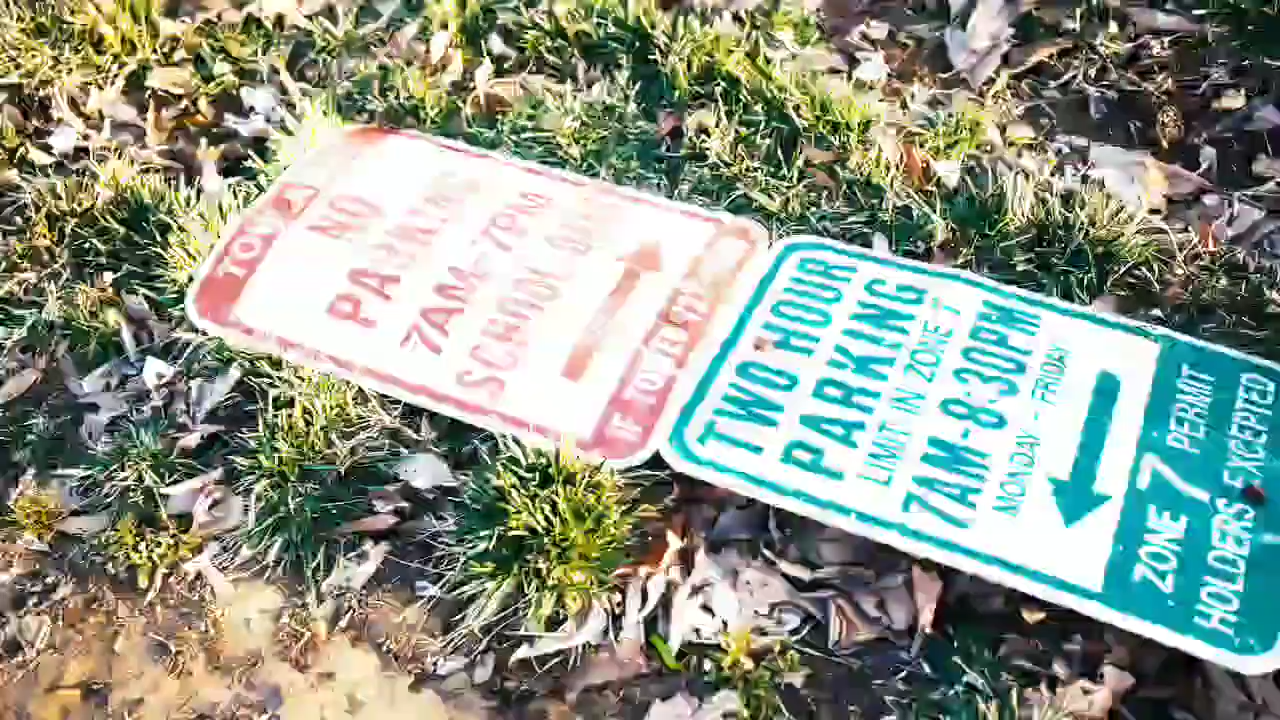 TOW
NO
PARKING
7AM-7PM
SCHOOL
IF TOWED
TWO HOUR
PARKING
LIMIT IN ZONE 7
7AM-8:30PM
MONDAY - FRIDAY
ZONE 7 PERMIT
HOLDERS EXCEPTED